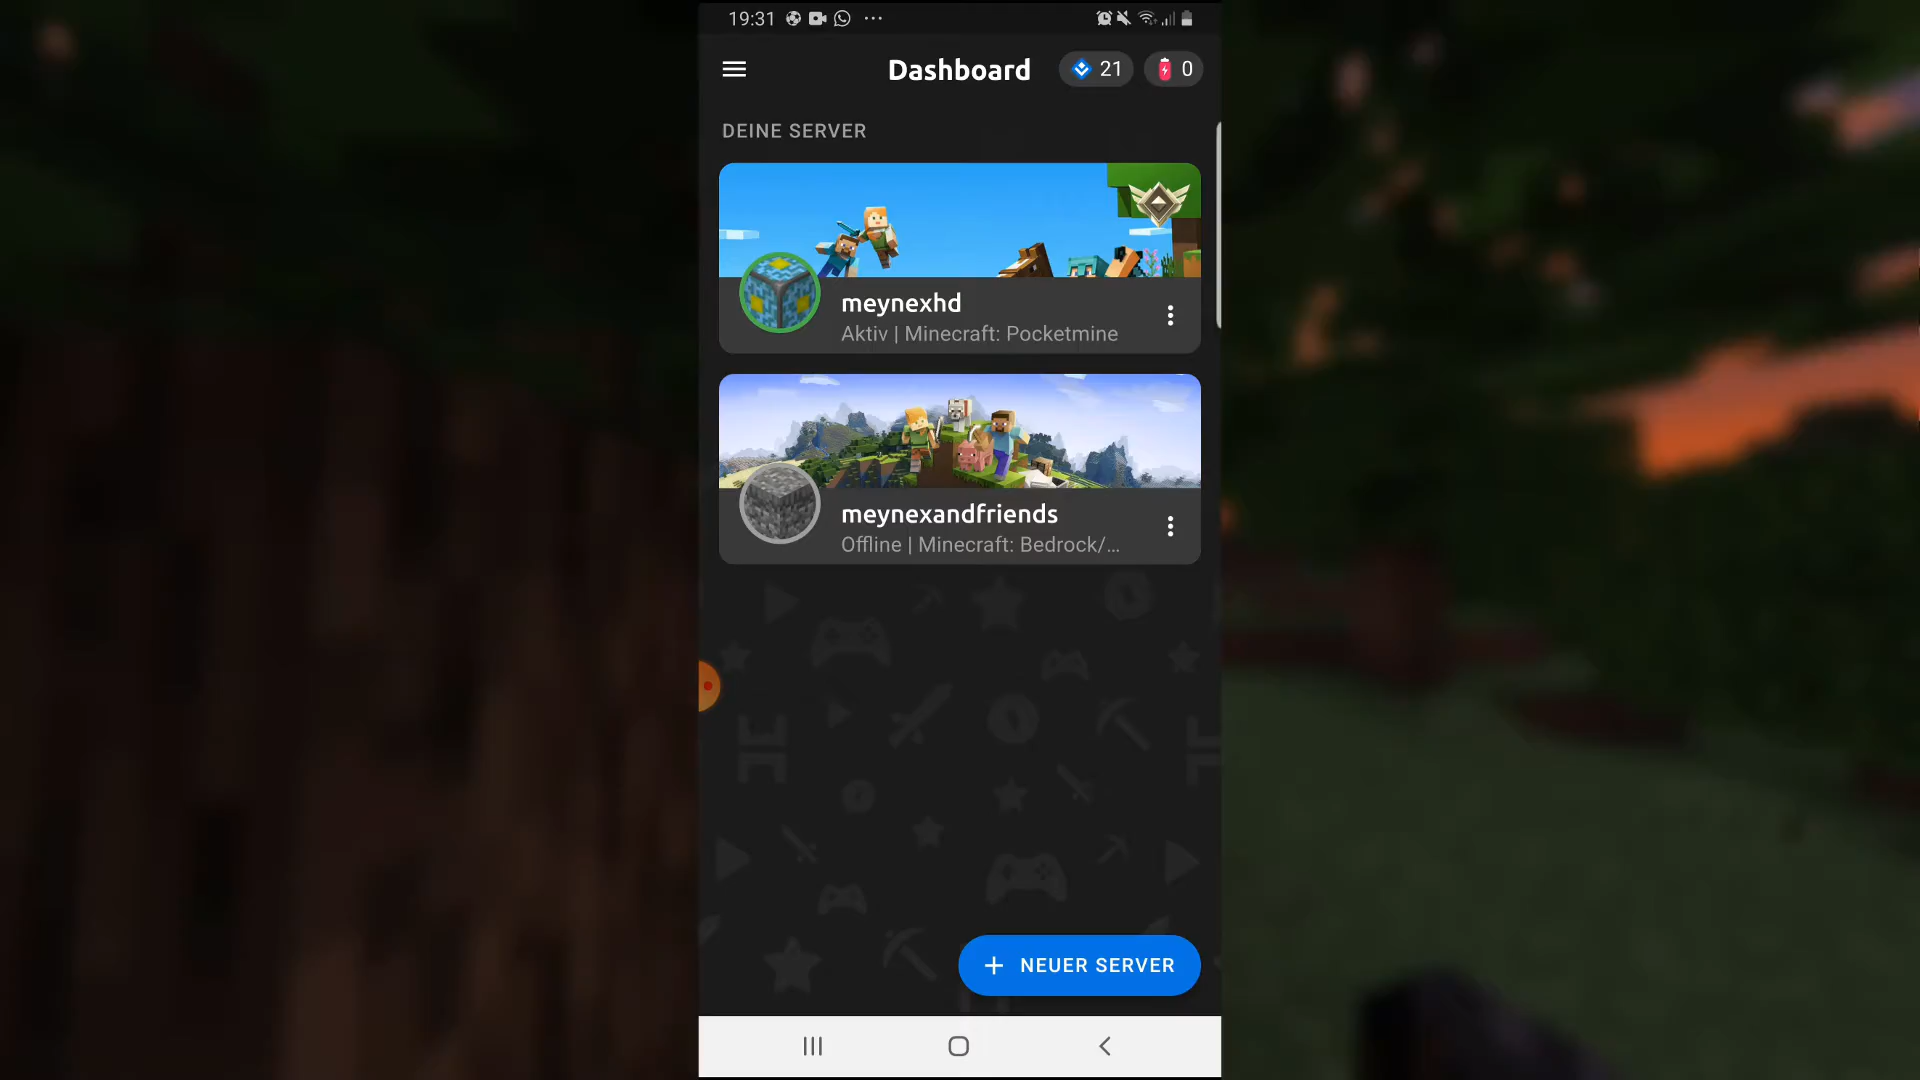 19:31
Dashboard
21
0
DEINE SERVER
meynexhd
Aktiv | Minecraft: Pocketmine
meynexandfriends
Offline | Minecraft: Bedrock/...
+ NEUER SERVER